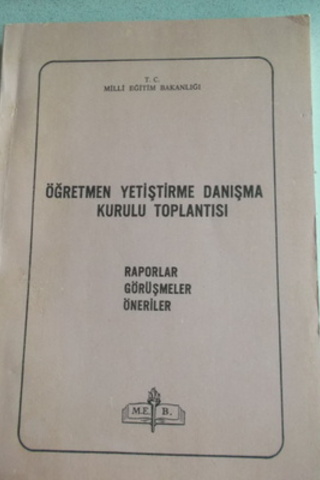 T. C.
MİLLİ EĞİTİM BAKANLIĞI
ÖĞRETMEN YETİŞTİRME DANIŞMA
KURULU TOPLANTISI
RAPORLAR
GÖRÜŞMELER
ÖNERİLER
M.E. B.